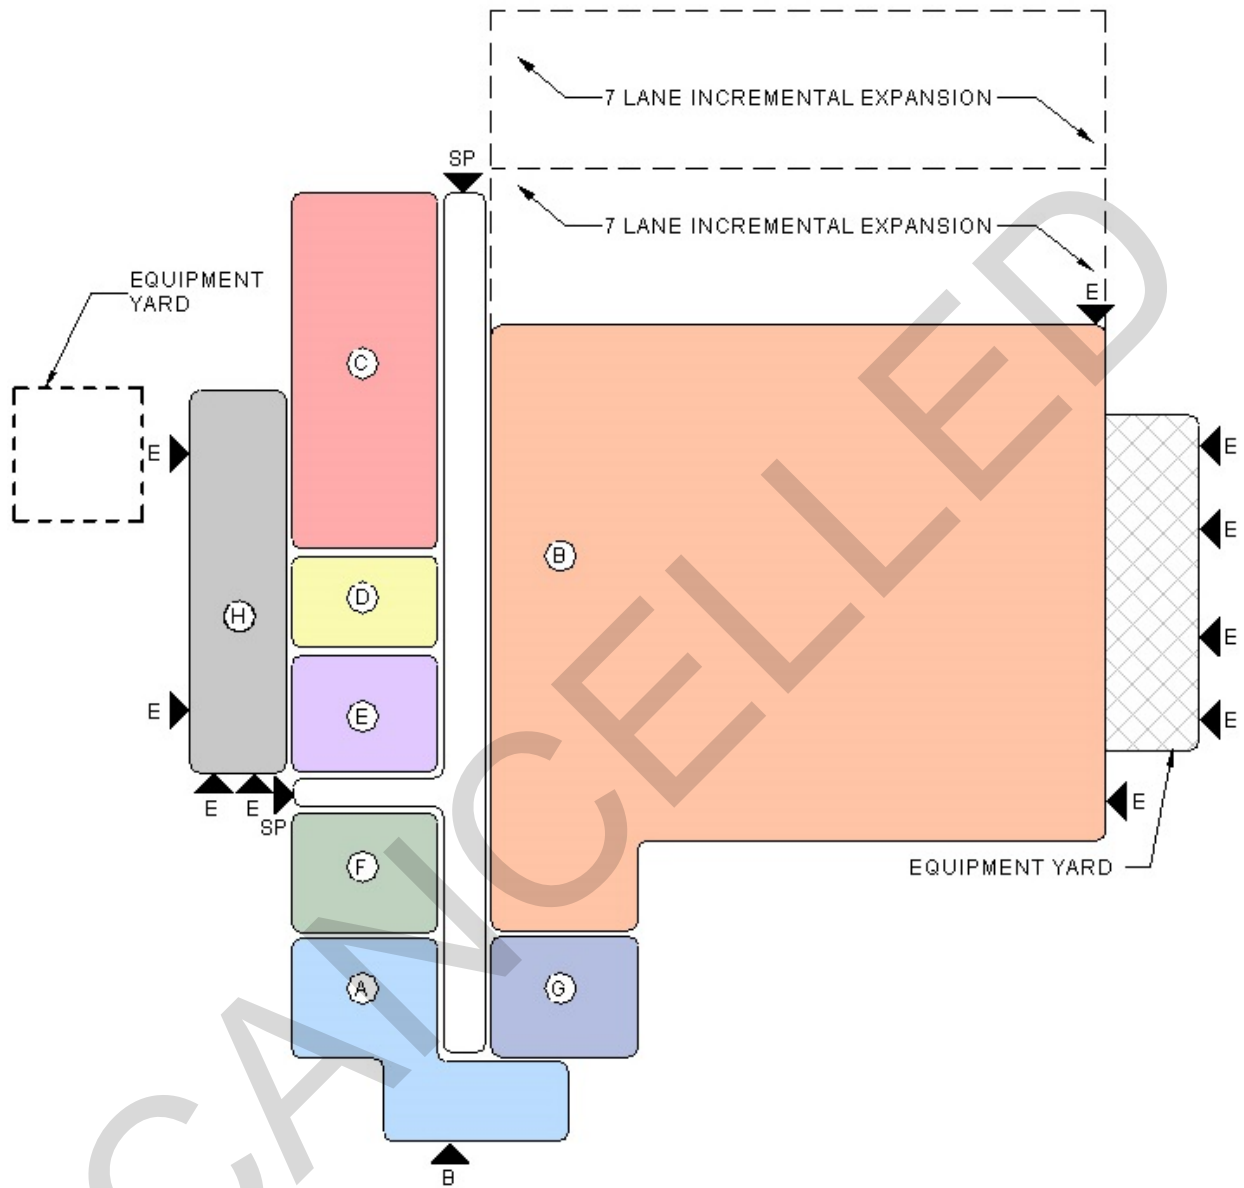 7 LANE INCREMENTAL EXPANSION
SP
7 LANE INCREMENTAL EXPANSION
EQUIPMENT
YARD
E
C
E
E
E
B
E
D
H
E
E
E
E
E
E
E
SP
F
EQUIPMENT YARD
A
G
B
CANCELLED